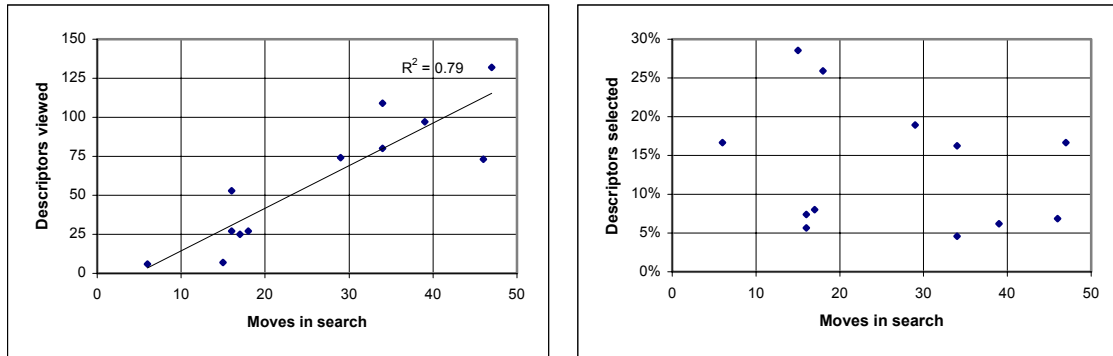 150
125
100
75
50
25
0
Descriptors viewed
R² = 0.79
0 10 20 30 40 50
Moves in search
30%
25%
20%
15%
10%
5%
0%
Descriptors selected
0 10 20 30 40 50
Moves in search